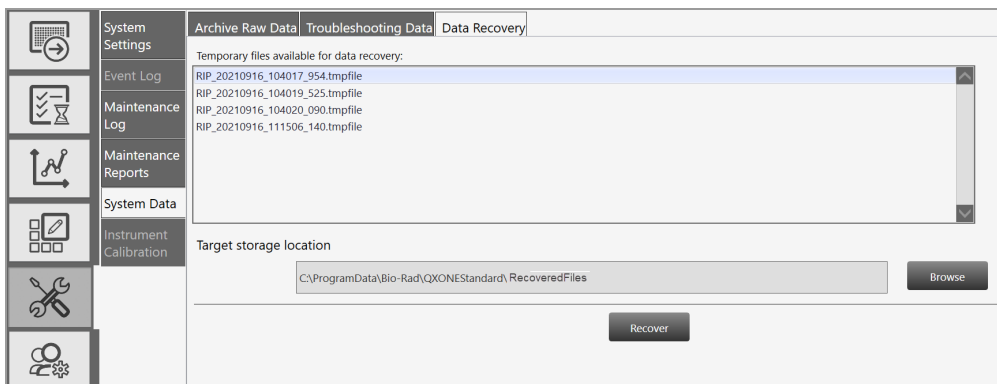 System
Settings
Event Log
Maintenance
Log
Maintenance
Reports
System Data
Instrument
Calibration
Archive Raw Data
Troubleshooting Data
Data Recovery
Temporary files available for data recovery:
RIP_20210916_104017_954.tmpfile
RIP_20210916_104019_525.tmpfile
RIP_20210916_104020_090.tmpfile
RIP_20210916_111506_140.tmpfile
Target storage location
C:\ProgramData\Bio-Rad\QXONEStandard\ RecoveredFiles
Browse
Recover